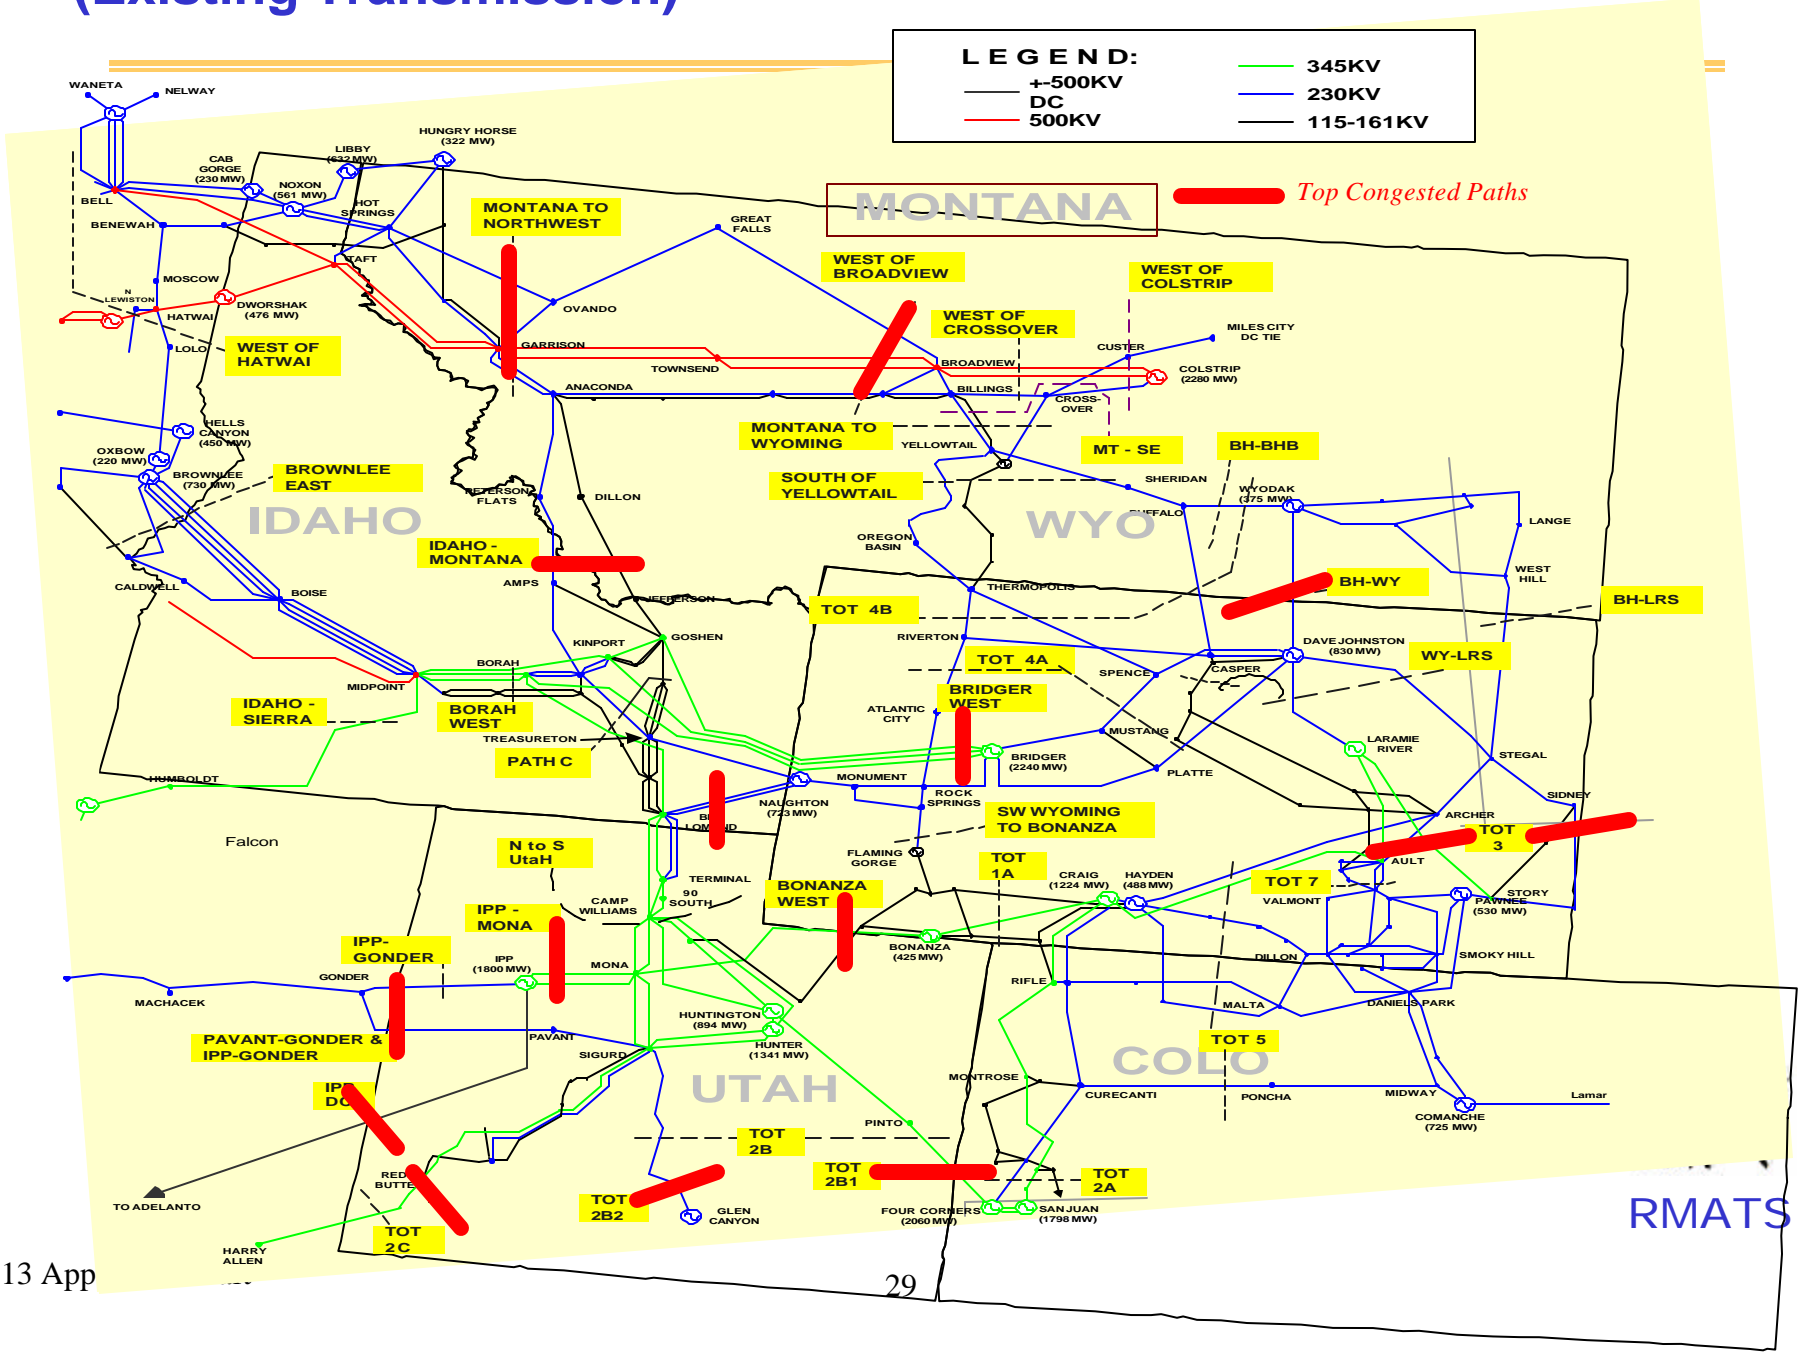 (Existing Transmission)
L E G E N D:
+-500KV
DC
500KV
345KV
230KV
115-161KV
Top Congested Paths
MONTANA
WANETA
NELWAY
HUNGRY HORSE
(322 MW)
LIBBY
(632 MW)
CAB
GORGE
(230 MW)
NOXON
(561 MW)
HOT
SPRINGS
BELL
BENEWAH
TAFT
MOSCOW
N
LEWISTON
HATWAI
DWORSHAK
(476 MW)
LOLO
WEST OF
HATWAI
MONTANA TO
NORTHWEST
GREAT
FALLS
OVANDO
GARRISON
TOWNSEND
ANACONDA
WEST OF
BROADVIEW
WEST OF
CROSSOVER
WEST OF
COLSTRIP
MILES CITY
DC TIE
CUSTER
BROADVIEW
COLSTRIP
(2280 MW)
BILLINGS
CROSS-
OVER
MONTANA TO
WYOMING
YELLOWTAIL
MT - SE
BH-BHB
SOUTH OF
YELLOWTAIL
SHERIDAN
WYODAK
(375 MW)
BUFFALO
LANGE
WYO
OREGON
BASIN
WEST
HILL
HELLS
CANYON
(450 MW)
OXBOW
(220 MW)
BROWNLEE
(730 MW)
BROWNLEE
EAST
IDAHO
PETERSON
FLATS
DILLON
IDAHO -
MONTANA
AMPS
JEFFERSON
CALDWELL
BOISE
THERMOPOLIS
TOT 4B
BH-WY
BH-LRS
GOSHEN
KINPORT
BORAH
MIDPOINT
RIVERTON
TOT 4A
SPENCE
CASPER
DAVE JOHNSTON
(830 MW)
WY-LRS
IDAHO -
SIERRA
BORAH
WEST
TREASURETON
PATH C
BRIDGER
WEST
ATLANTIC
CITY
MUSTANG
BRIDGER
(2240 MW)
PLATTE
LARAMIE
RIVER
STEGAL
HUMBOLDT
MONUMENT
ROCK
SPRINGS
NAUGHTON
(723 MW)
SIDNEY
ARCHER
Falcon
N to S
UtaH
SW WYOMING
TO BONANZA
TOT
3
FLAMING
GORGE
TOT
1A
CRAIG
(1224 MW)
HAYDEN
(488 MW)
AULT
TOT 7
VALMONT
STORY
PAWNEE
(530 MW)
TERMINAL
90
SOUTH
CAMP
WILLIAMS
BONANZA
WEST
IPP -
MONA
IPP-
GONDER
IPP
(1800 MW)
MONA
BONANZA
(425 MW)
DILLON
SMOKY HILL
GONDER
MACHACEK
RIFLE
MALTA
DANIELS PARK
HUNTINGTON
(894 MW)
HUNTER
(1341 MW)
PAVANT
PAVANT-GONDER &
IPP-GONDER
SIGURD
TOT 5
COLO
UTAH
MONTROSE
CURECANTI
PONCHA
MIDWAY
COMANCHE
(725 MW)
Lamar
PINTO
TOT
2B
TOT
2B1
TOT
2A
TOT
2B2
GLEN
CANYON
FOUR CORNERS
(2060 MW)
SAN JUAN
(1798 MW)
TO ADELANTO
TOT
2C
HARRY
ALLEN
RMATS
13 App
29